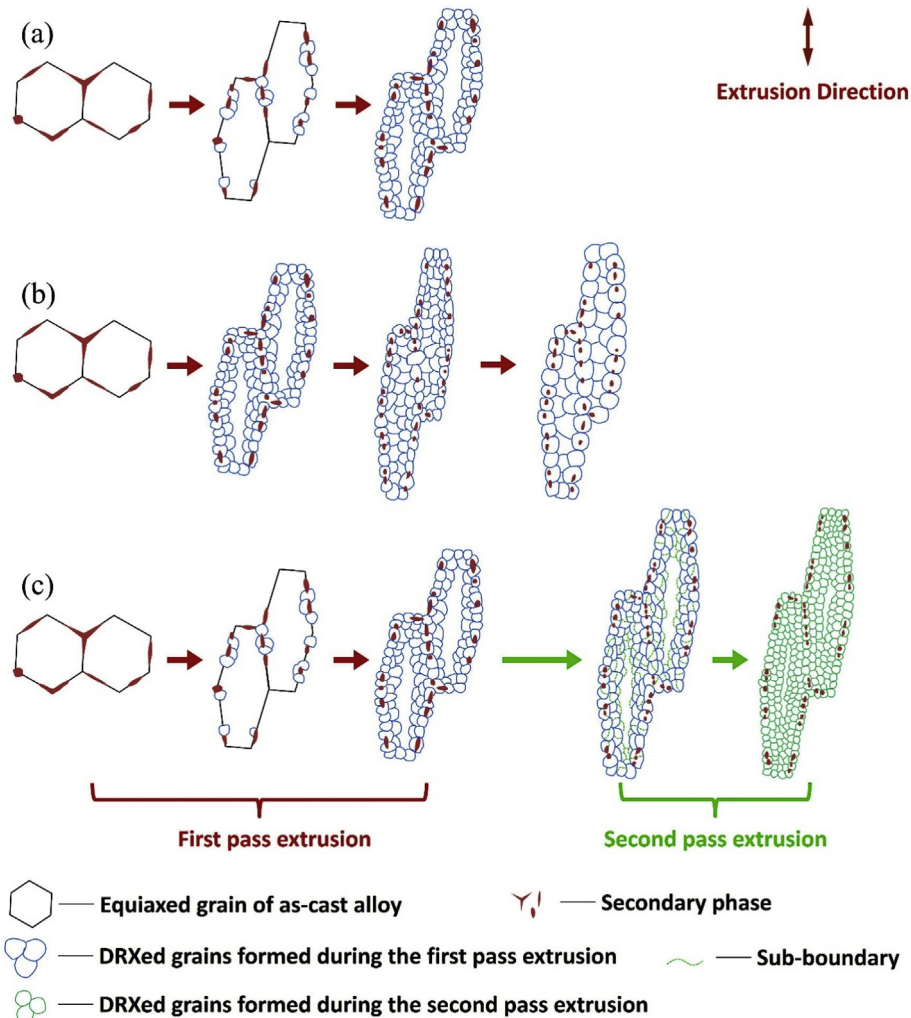 (a)
Extrusion Direction
(b)
(c)
First pass extrusion
Second pass extrusion
Equiaxed grain of as-cast alloy
Secondary phase
DRXed grains formed during the first pass extrusion
Sub-boundary
DRXed grains formed during the second pass extrusion